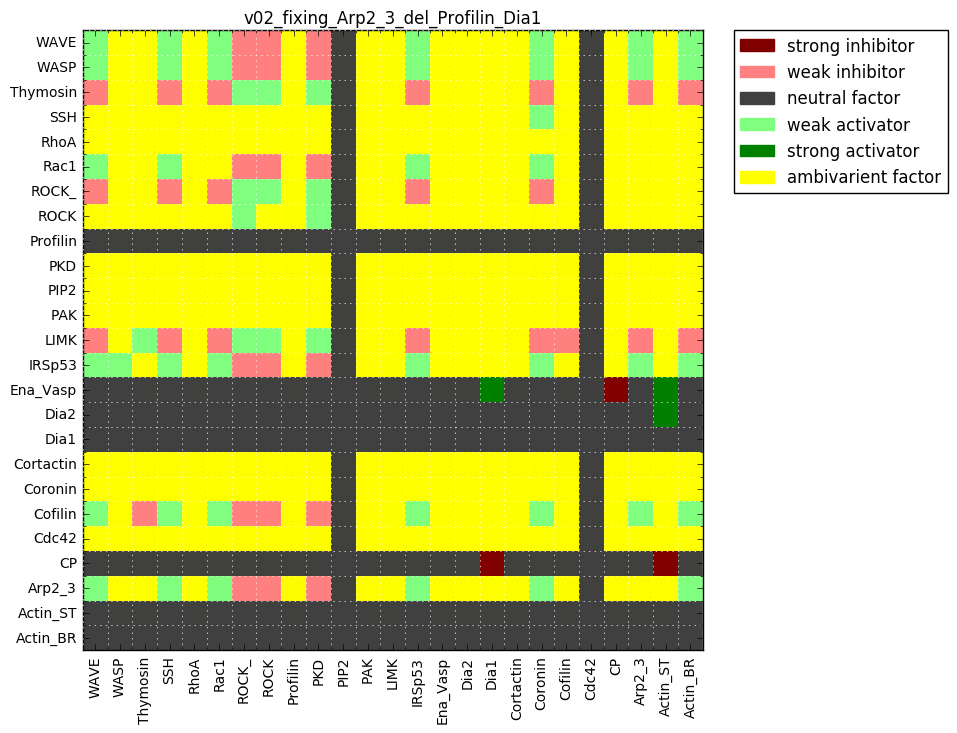 v02_fixing_Arp2_3_del_Profilin_Dia1
strong inhibitor
weak inhibitor
neutral factor
weak activator
strong activator
ambivarient factor
WAVE
WASP
Thymosin
SSH
RhoA
Rac1
ROCK_
ROCK
Profilin
PKD
PIP2
PAK
LIMK
IRSp53
Ena_Vasp
Dia2
Dia1
Cortactin
Coronin
Cofilin
Cdc42
CP
Arp2_3
Actin_ST
Actin_BR
WAVE
WASP
Thymosin
SSH
RhoA
Rac1
ROCK_
ROCK
Profilin
PKD
PIP2
PAK
LIMK
IRSp53
Ena_Vasp
Dia2
Dia1
Cortactin
Coronin
Cofilin
Cdc42
CP
Arp2_3
Actin_ST
Actin_BR